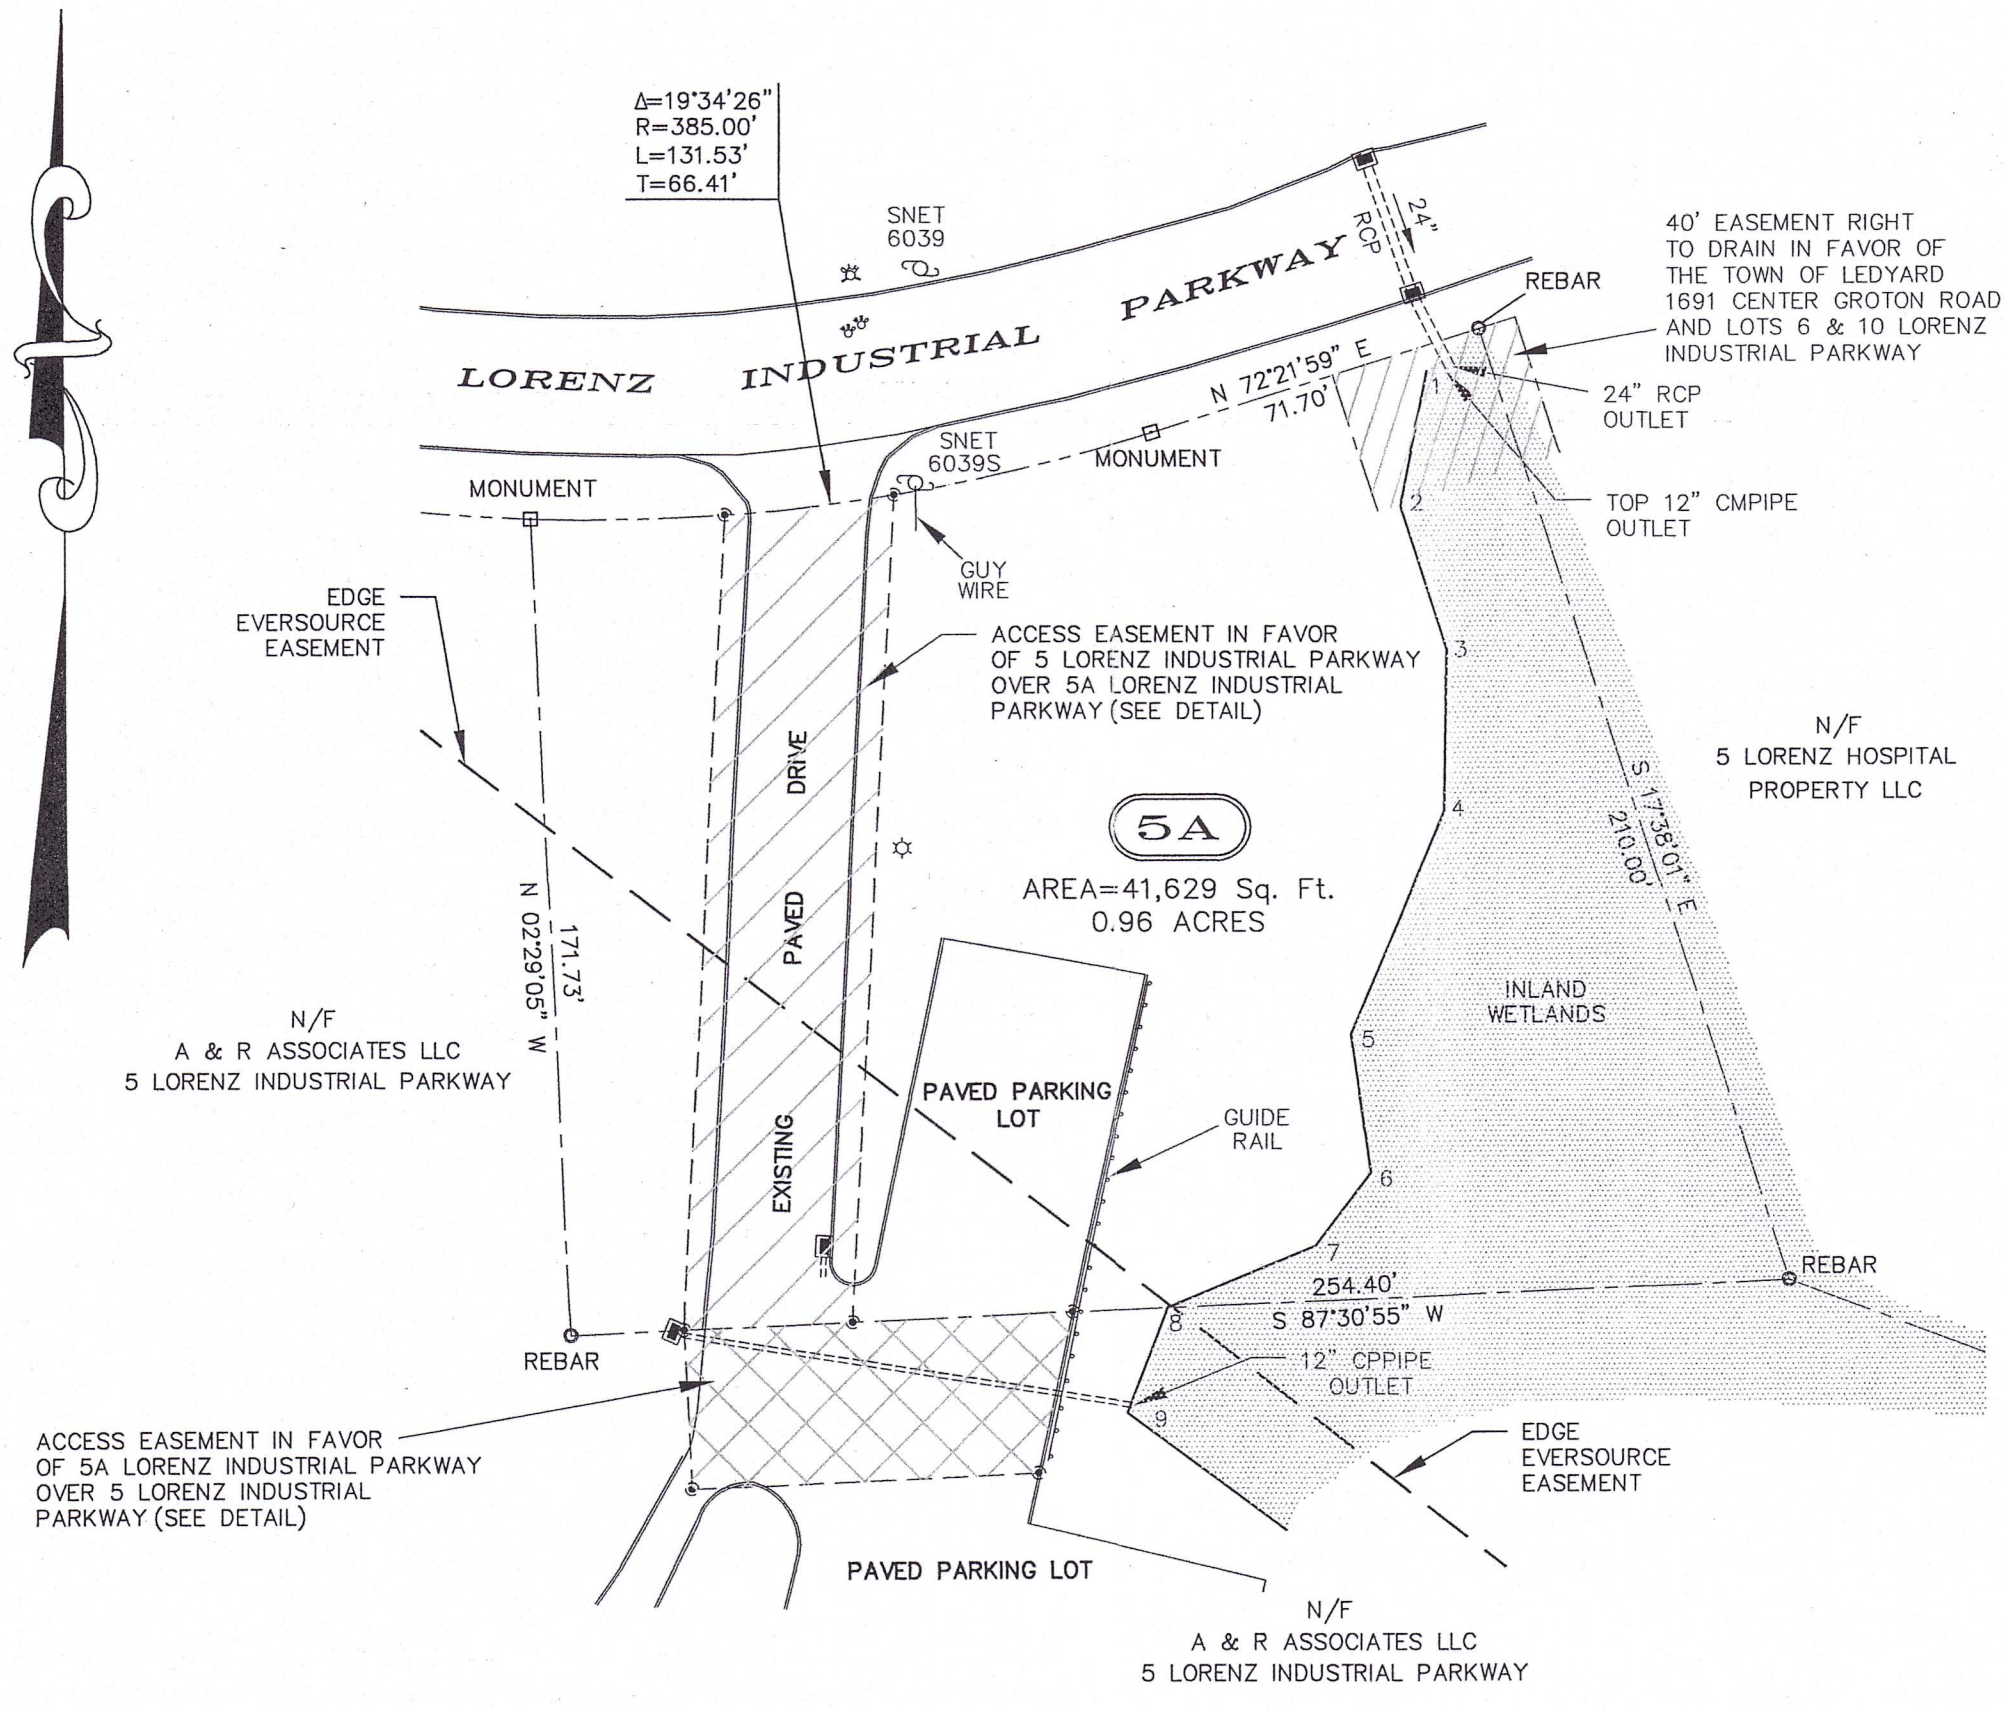 Δ=19°34'26"
R=385.00'
L=131.53'
T=66.41'
SNET
6039
24"
RCP
LORENZ INDUSTRIAL PARKWAY
REBAR
40' EASEMENT RIGHT
TO DRAIN IN FAVOR OF
THE TOWN OF LEDYARD
1691 CENTER GROTON ROAD
AND LOTS 6 & 10 LORENZ
INDUSTRIAL PARKWAY
N 72°21'59" E
71.70'
1
24" RCP
OUTLET
SNET
6039S
MONUMENT
MONUMENT
2
TOP 12" CMPIPE
OUTLET
GUY
WIRE
EDGE
EVERSOURCE
EASEMENT
ACCESS EASEMENT IN FAVOR
OF 5 LORENZ INDUSTRIAL PARKWAY
OVER 5A LORENZ INDUSTRIAL
PARKWAY (SEE DETAIL)
3
N/F
5 LORENZ HOSPITAL
PROPERTY LLC
EXISTING PAVED DRIVE
4
S 17°38'01" E
210.00'
5A
AREA=41,629 Sq. Ft.
0.96 ACRES
171.73'
N 02°29'05" W
INLAND
WETLANDS
N/F
A & R ASSOCIATES LLC
5 LORENZ INDUSTRIAL PARKWAY
5
PAVED PARKING
LOT
GUIDE
RAIL
6
7
REBAR
254.40'
S 87°30'55" W
8
REBAR
12" CPPIPE
OUTLET
9
ACCESS EASEMENT IN FAVOR
OF 5A LORENZ INDUSTRIAL PARKWAY
OVER 5 LORENZ INDUSTRIAL
PARKWAY (SEE DETAIL)
EDGE
EVERSOURCE
EASEMENT
PAVED PARKING LOT
N/F
A & R ASSOCIATES LLC
5 LORENZ INDUSTRIAL PARKWAY